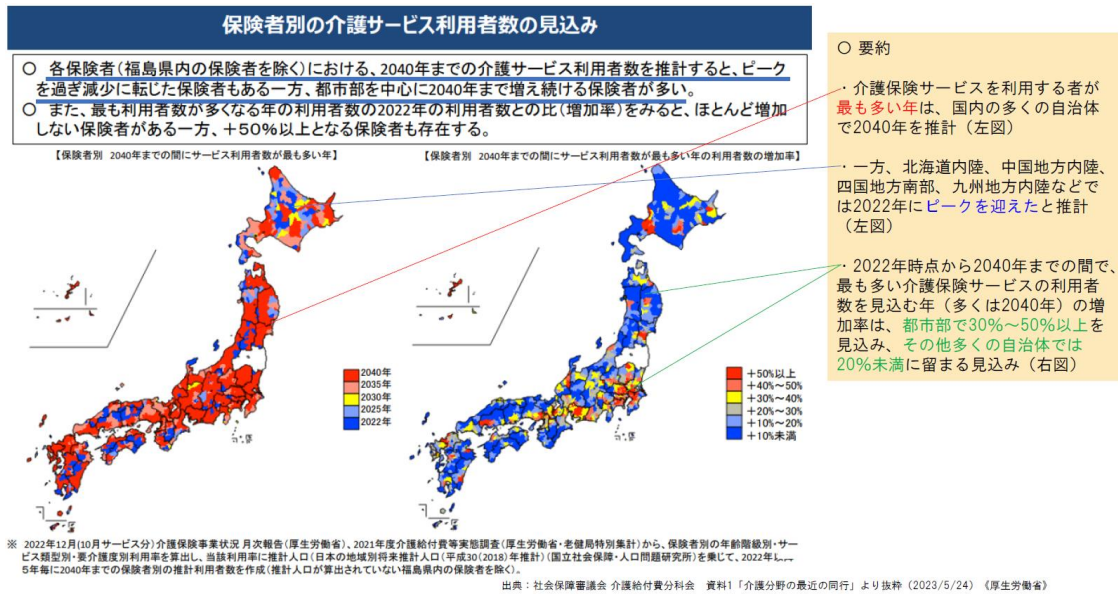 保険者別の介護サービス利用者数の見込み
○ 各保険者(福島県内の保険者を除く)における、2040年までの介護サービス利用者数を推計すると、ピーク
を過ぎ減少に転じた保険者もある一方、都市部を中心に2040年まで増え続ける保険者が多い。
○ また、最も利用者数が多くなる年の利用者数の2022年の利用者数との比(増加率)をみると、ほとんど増加
しない保険者がある一方、+50%以上となる保険者も存在する。
【保険者別 2040年までの間にサービス利用者数が最も多い年】
2040年
2035年
2030年
2025年
2022年
【保険者別 2040年までの間にサービス利用者数が最も多い年の利用者数の増加率】
+50%以上
+40~50%
+30~40%
+20~30%
+10~20%
+10%未満
○ 要約
・介護保険サービスを利用する者が
最も多い年は、国内の多くの自治体
で2040年を推計(左図)
・一方、北海道内陸、中国地方内陸、
四国地方南部、九州地方内陸などで
は2022年にピークを迎えたと推計
(左図)
・2022年時点から2040年までの間で、
最も多い介護保険サービスの利用者
数を見込む年(多くは2040年)の増
加率は、都市部で30%~50%以上を
見込み、その他多くの自治体では
20%未満に留まる見込み(右図)
※ 2022年12月(10月サービス分)介護保険事業状況 月次報告(厚生労働省)、2021年度介護給付費等実態調査(厚生労働省・老健局特別集計)から、保険者別の年齢階級別・サー
ビス類型別・要介護度別利用率を算出し、当該利用率に推計人口(日本の地域別将来推計人口(平成30(2018)年推計)(国立社会保障・人口問題研究所)を乗じて、2022年
5年毎に2040年までの保険者別の推計利用者数を作成(推計人口が算出されていない福島県内の保険者を除く)。
出典:社会保障審議会 介護給付費分科会 資料1「介護分野の最近の同行」より抜粋(2023/5/24)《厚生労働省》